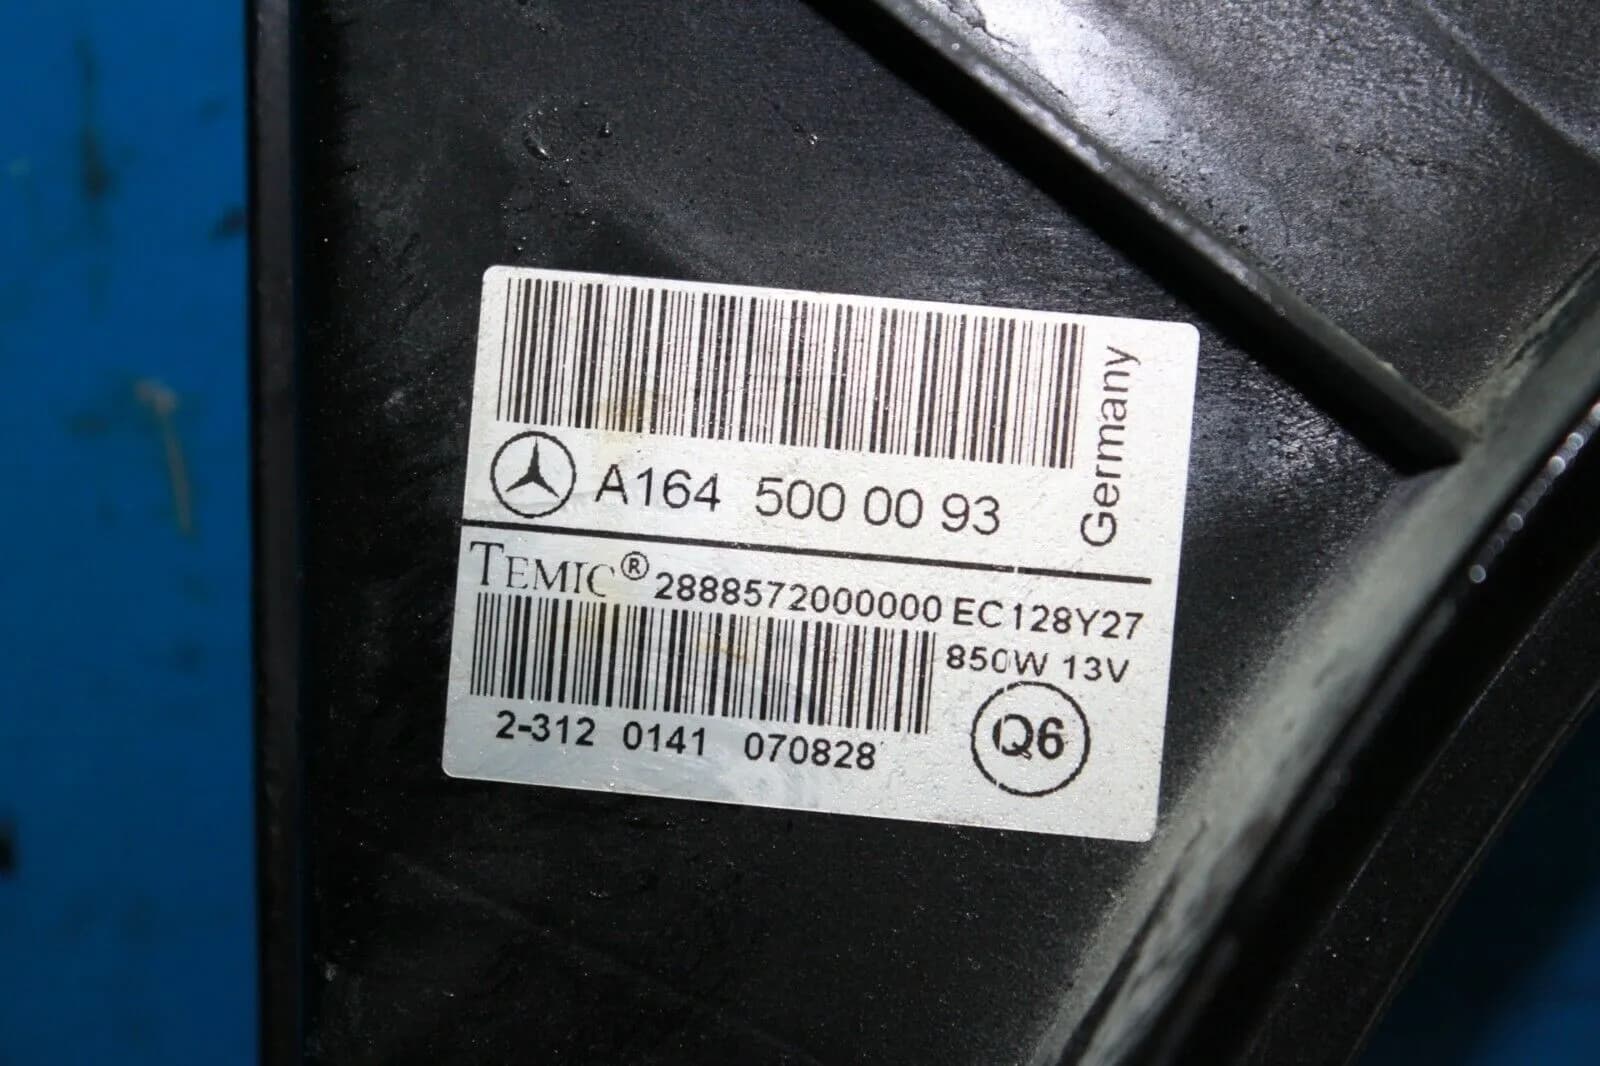 Germany
A164 500 00 93
TEMIC® 2888572000000 EC128Y27
850W 13V
2-312 0141 070828
Q6